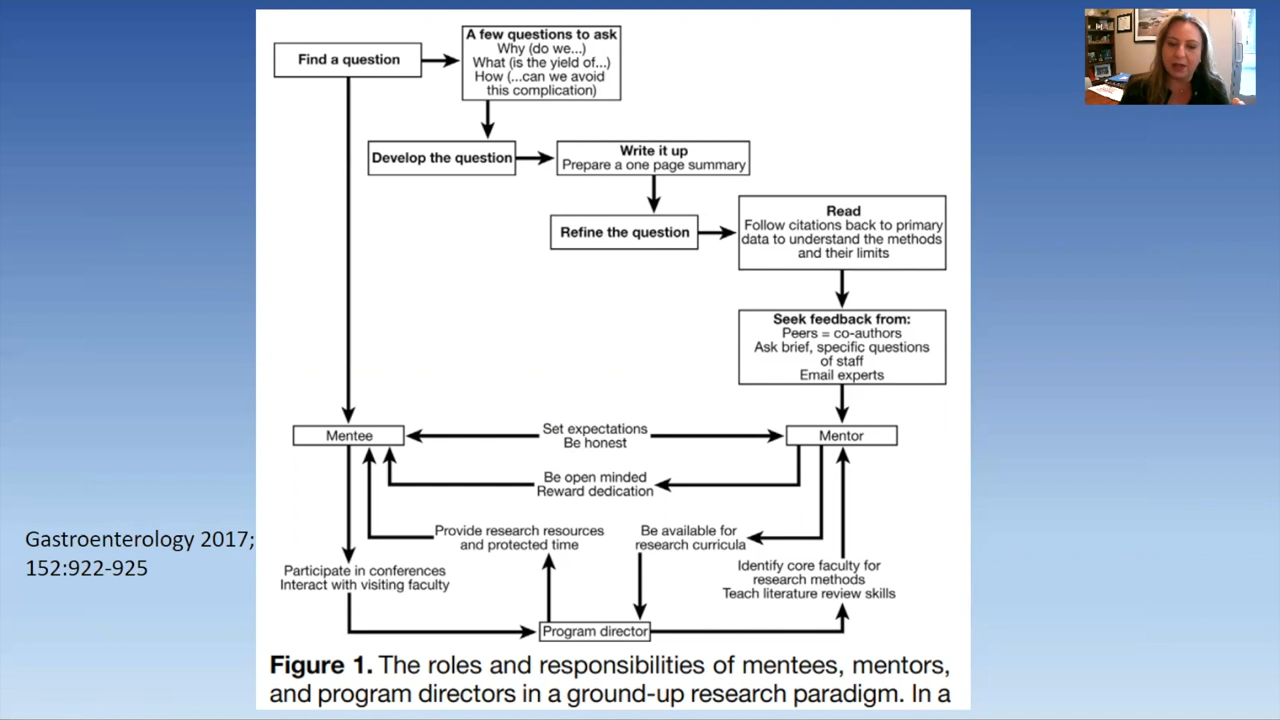 Find a question
A few questions to ask
Why (do we...)
What (is the yield of...)
How (...can we avoid
this complication)
Develop the question
Write it up
Prepare a one page summary
Refine the question
Read
Follow citations back to primary
data to understand the methods
and their limits
Seek feedback from:
Peers = co-authors
Ask brief, specific questions
of staff
Email experts
Mentee
Set expectations
Be honest
Mentor
Be open minded
Reward dedication
Provide research resources
and protected time
Be available for
research curricula
Gastroenterology 2017;
152:922-925
Participate in conferences
Interact with visiting faculty
Identify core faculty for
research methods
Teach literature review skills
Program director
Figure 1. The roles and responsibilities of mentees, mentors,
and program directors in a ground-up research paradigm. In a